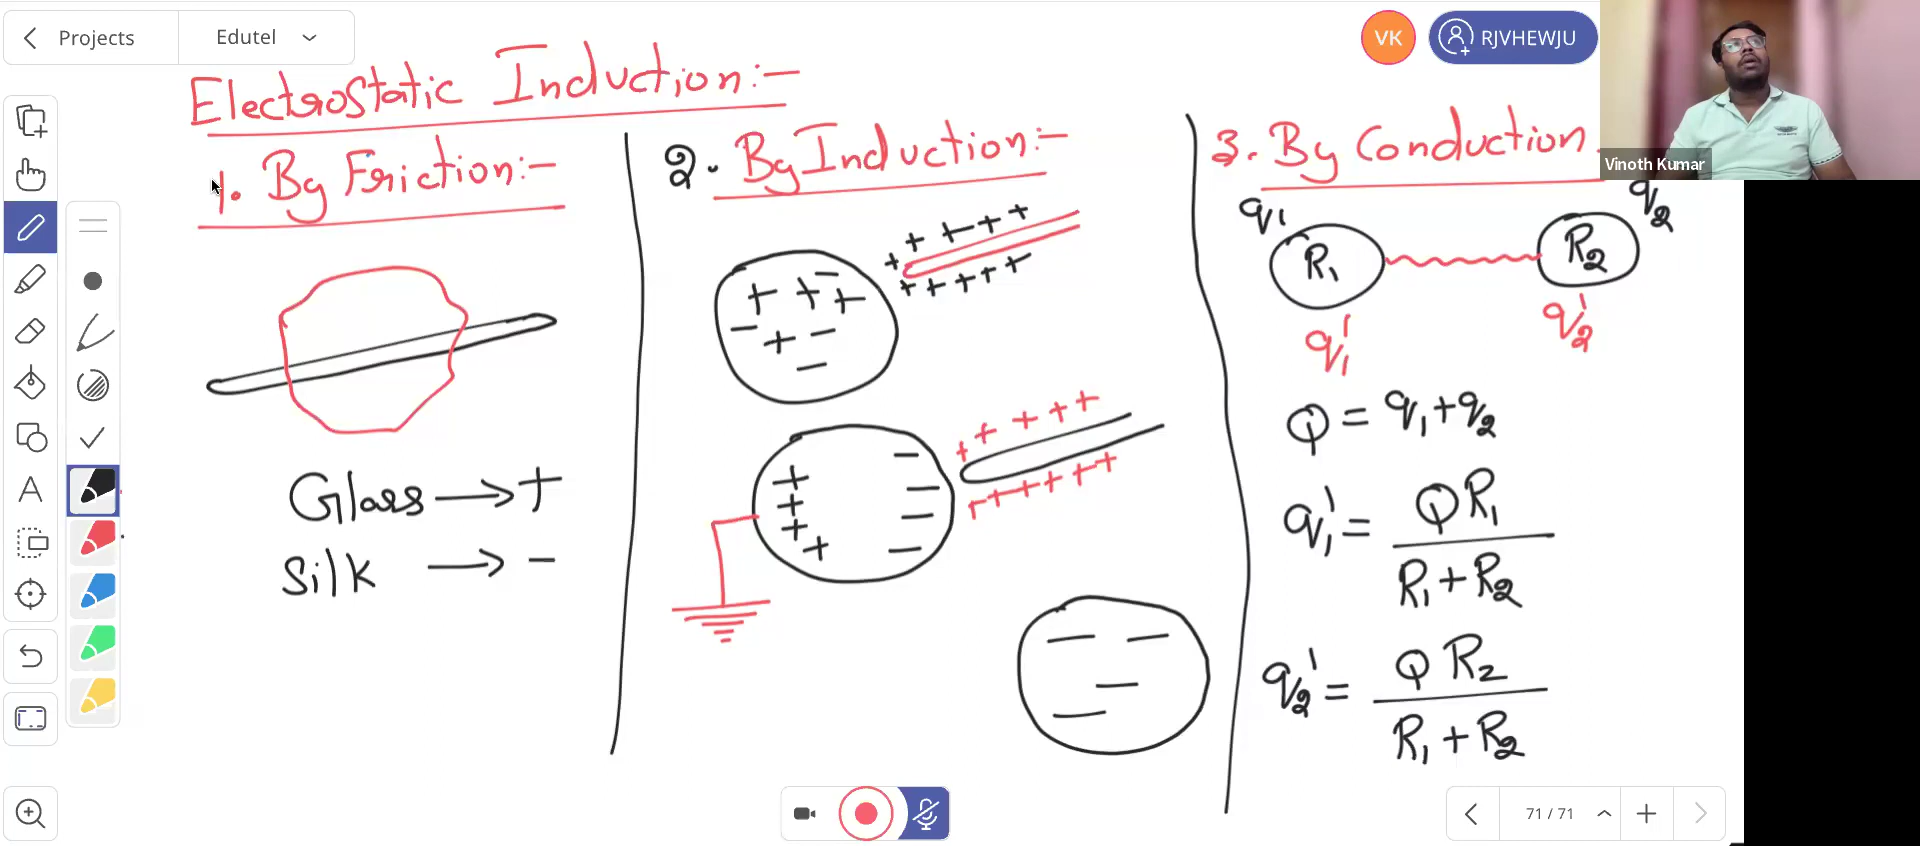 Projects
Edutel
VK
RJVHEWJU
Vinoth Kumar
Electrostatic Induction:-
1. By Friction:-
Glass → +
Silk → -
2. By Induction:-
+ + + + +
+ + + + +
+ + - +
- + -
-
+ + + + +
+ + + + + +
+ -
+ -
+ -
+ -
- -
-
-
3. By Conduction
q1 q2
R1 R2
q1' q2'
Q = q1+q2
q1' = QR1
R1+R2
q2' = QR2
R1+R2
A
71 / 71